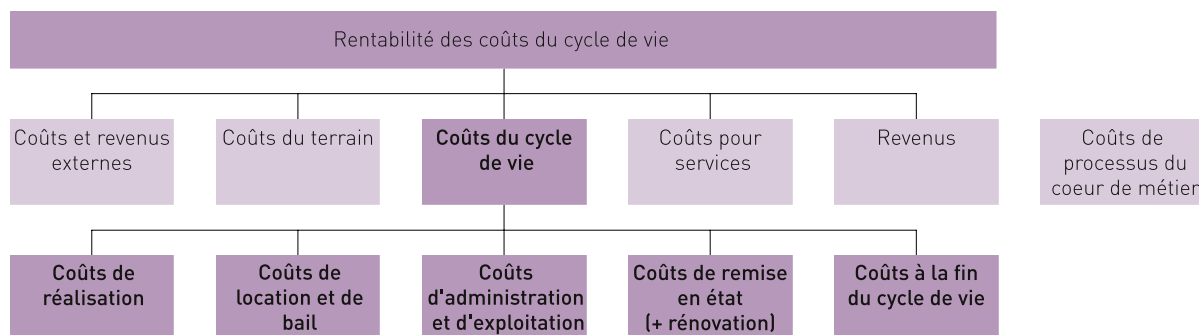 Rentabilité des coûts du cycle de vie
Coûts et revenus
externes
Coûts du terrain
Coûts du cycle
de vie
Coûts pour
services
Revenus
Coûts de
processus du
coeur de métier
Coûts de
réalisation
Coûts de
location et de
bail
Coûts
d'administration
et d'exploitation
Coûts de remise
en état
(+ rénovation)
Coûts à la fin
du cycle de vie